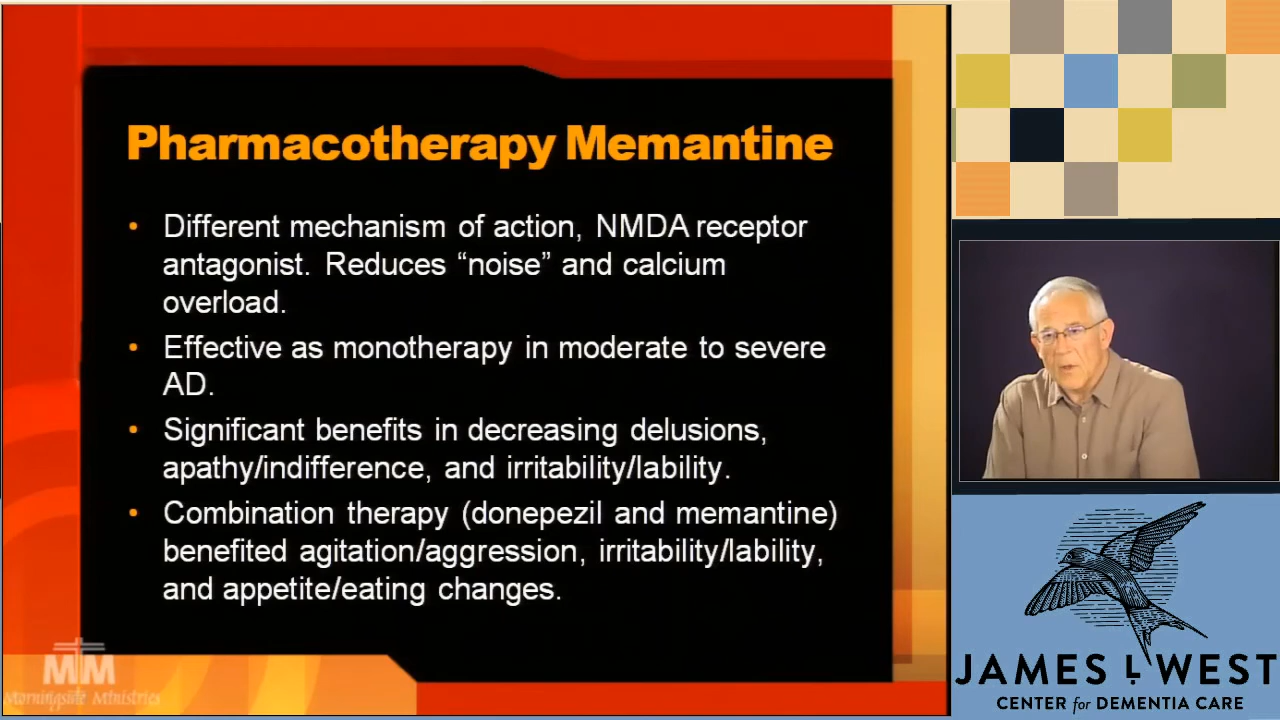 Pharmacotherapy Memantine
• Different mechanism of action, NMDA receptor
antagonist. Reduces “noise” and calcium
overload.
• Effective as monotherapy in moderate to severe
AD.
• Significant benefits in decreasing delusions,
apathy/indifference, and irritability/lability.
• Combination therapy (donepezil and memantine)
benefited agitation/aggression, irritability/lability,
and appetite/eating changes.
MM
Morningside Ministries
JAMES L WEST
CENTER for DEMENTIA CARE